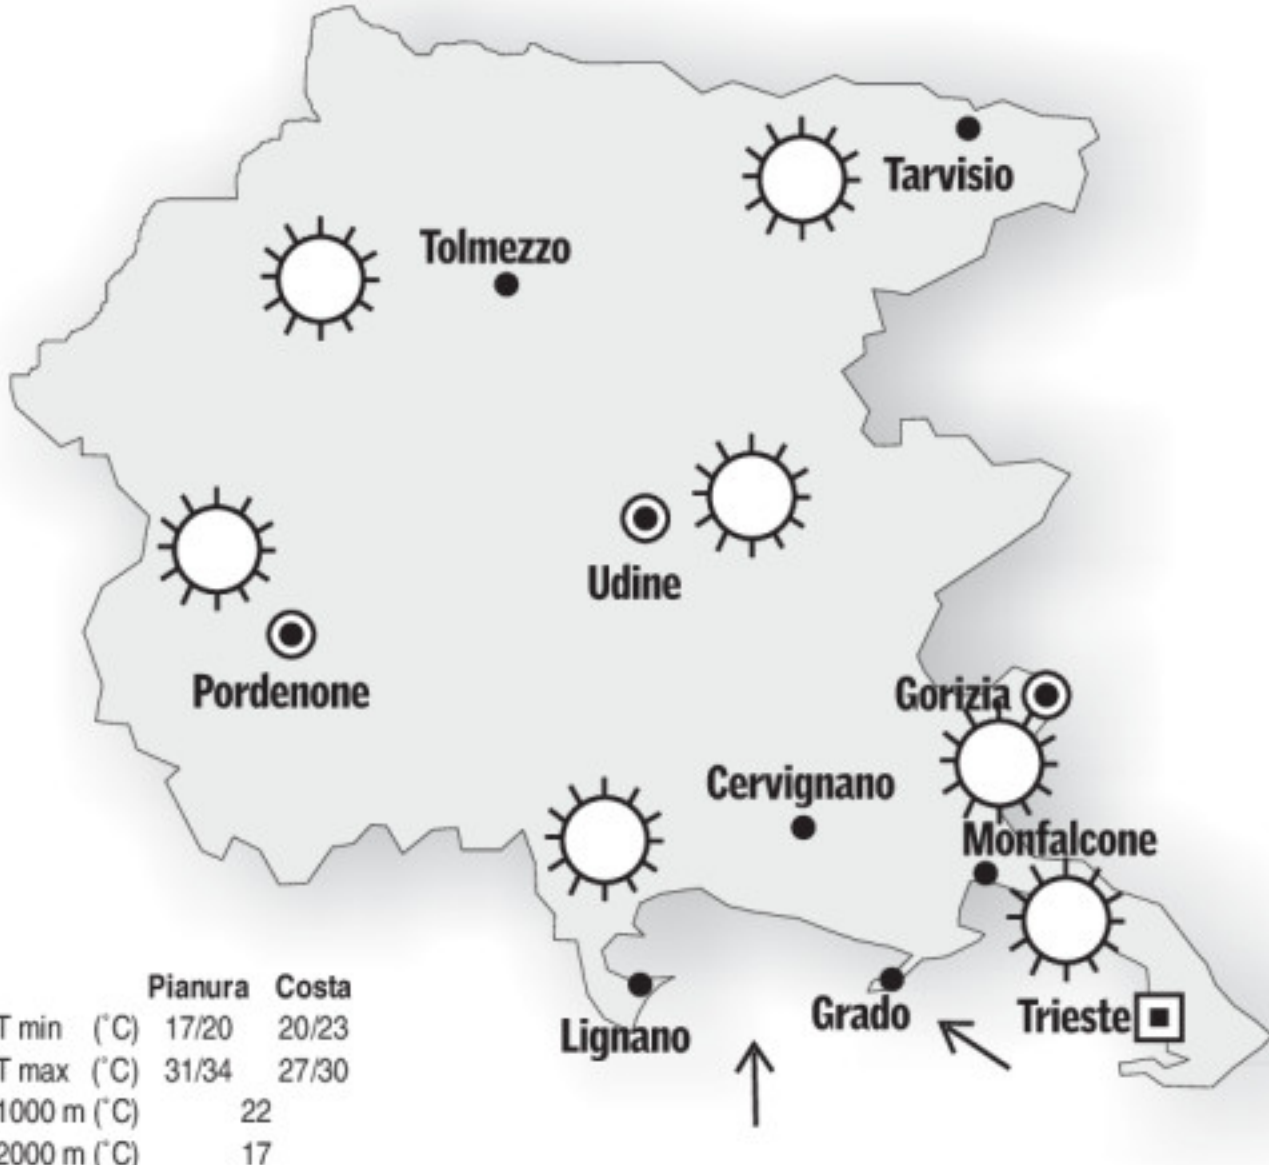 Tarvisio
Tolmezzo
Udine
Pordenone
Gorizia
Cervignano
Monfalcone
Grado
Trieste
Lignano
Pianura Costa
T min (°C) 17/20 20/23
T max (°C) 31/34 27/30
1000 m (°C) 22
2000 m (°C) 17